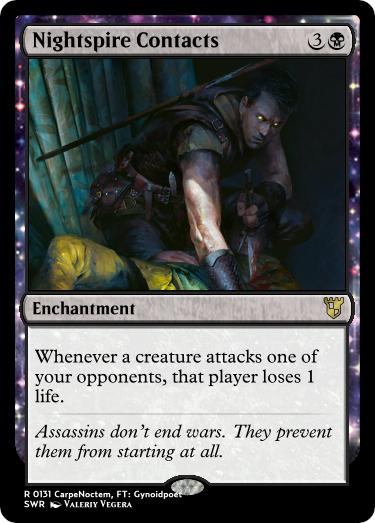 Nightspire Contacts 3
Enchantment
Whenever a creature attacks one of
your opponents, that player loses 1
life.
Assassins don't end wars. They prevent
them from starting at all.
R 0131 CarpeNoctem, FT: Gynoidpoet
SWR Valeriy Vegera